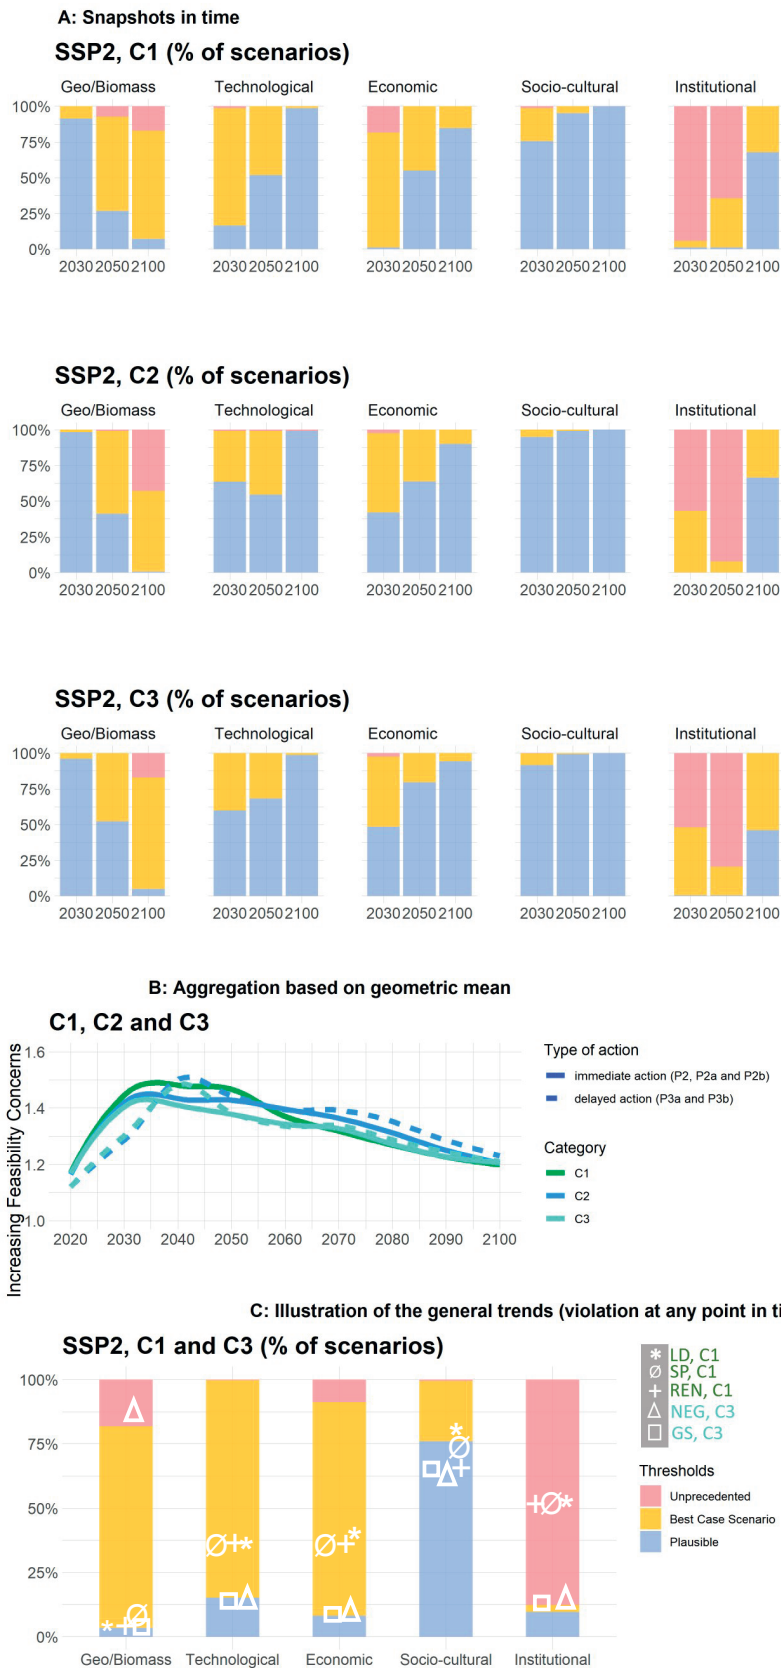 A: Snapshots in time
SSP2, C1 (% of scenarios)
Geo/Biomass Technological Economic Socio-cultural Institutional
100%
75%
50%
25%
0%
2030 2050 2100 2030 2050 2100 2030 2050 2100 2030 2050 2100 2030 2050 2100
SSP2, C2 (% of scenarios)
Geo/Biomass Technological Economic Socio-cultural Institutional
100%
75%
50%
25%
0%
2030 2050 2100 2030 2050 2100 2030 2050 2100 2030 2050 2100 2030 2050 2100
SSP2, C3 (% of scenarios)
Geo/Biomass Technological Economic Socio-cultural Institutional
100%
75%
50%
25%
0%
2030 2050 2100 2030 2050 2100 2030 2050 2100 2030 2050 2100 2030 2050 2100
B: Aggregation based on geometric mean
C1, C2 and C3
Increasing Feasibility Concerns
1.6
1.4
1.2
1.0
2020 2030 2040 2050 2060 2070 2080 2090 2100
Type of action
immediate action (P2, P2a and P2b)
delayed action (P3a and P3b)
Category
C1
C2
C3
C: Illustration of the general trends (violation at any point in ti
SSP2, C1 and C3 (% of scenarios)
100%
75%
50%
25%
0%
Geo/Biomass Technological Economic Socio-cultural Institutional
* LD, C1
Ø SP, C1
+ REN, C1
△ NEG, C3
□ GS, C3
Thresholds
Unprecedented
Best Case Scenario
Plausible